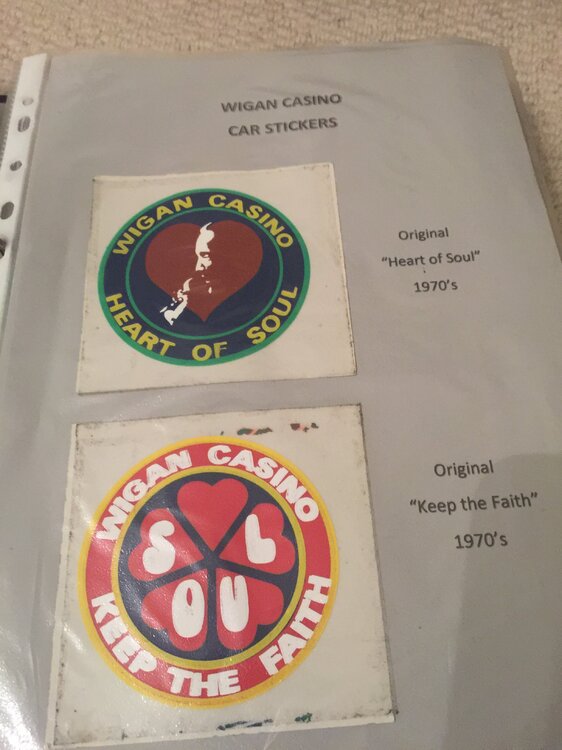 WIGAN CASINO
CAR STICKERS
WIGAN CASINO
HEART OF SOUL
Original
“Heart of Soul”
1970’s
WIGAN CASINO
S L
O U
KEEP THE FAITH
Original
“Keep the Faith”
1970’s